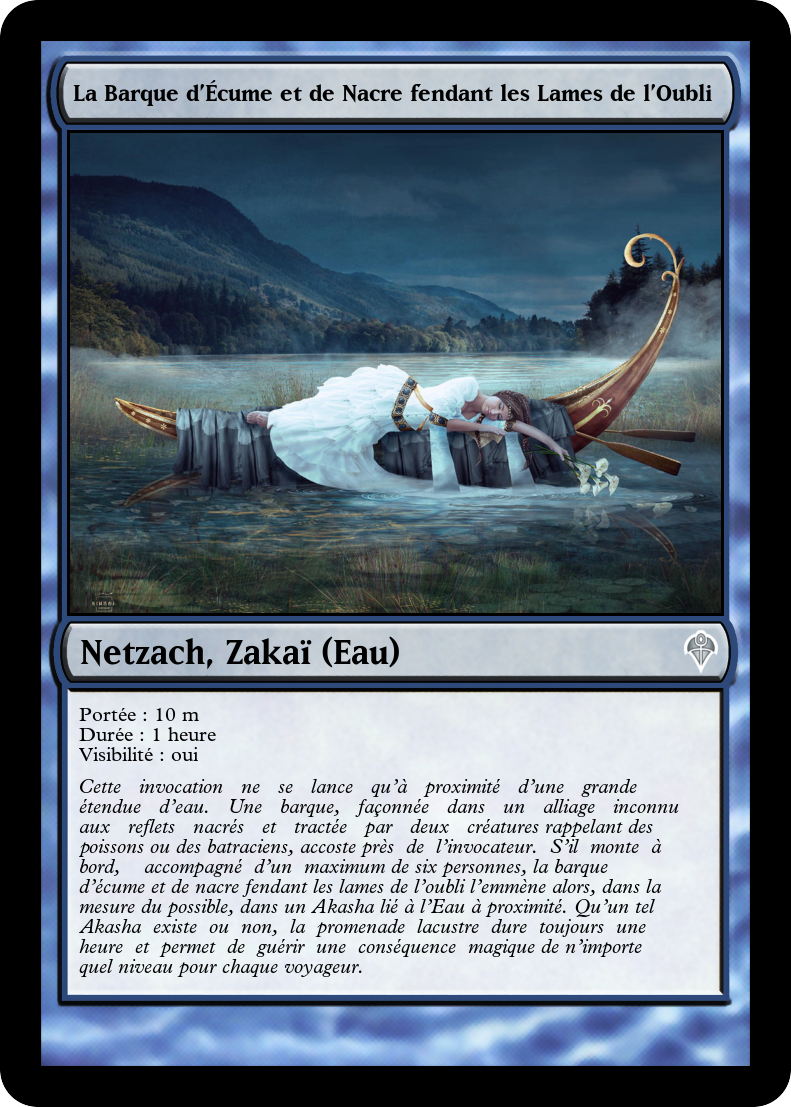 La Barque d'Écume et de Nacre fendant les Lames de l'Oubli
Netzach, Zakaï (Eau)
Portée : 10 m
Durée : 1 heure
Visibilité : oui
Cette invocation ne se lance qu'à proximité d'une grande
étendue d'eau. Une barque, façonnée dans un alliage inconnu
aux reflets nacrés et tractée par deux créatures rappelant des
poissons ou des batraciens, accoste près de l'invocateur. S'il monte à
bord, accompagné d'un maximum de six personnes, la barque
d'écume et de nacre fendant les lames de l'oubli l'emmène alors, dans la
mesure du possible, dans un Akasha lié à l'Eau à proximité. Qu'un tel
Akasha existe ou non, la promenade lacustre dure toujours une
heure et permet de guérir une conséquence magique de n'importe
quel niveau pour chaque voyageur.